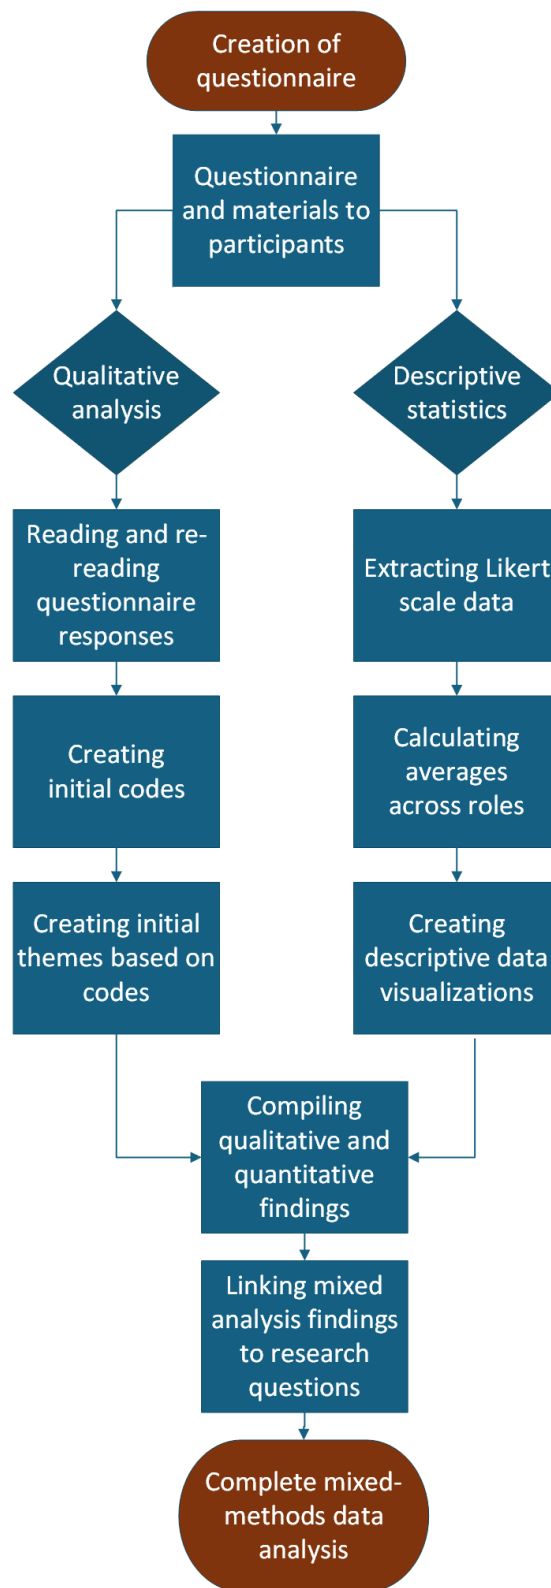 Creation of
questionnaire
Questionnaire
and materials to
participants
Qualitative
analysis
Descriptive
statistics
Reading and re-
reading
questionnaire
responses
Extracting Likert
scale data
Creating
initial codes
Calculating
averages
across roles
Creating initial
themes based on
codes
Creating
descriptive data
visualizations
Compiling
qualitative and
quantitative
findings
Linking mixed
analysis findings
to research
questions
Complete mixed-
methods data
analysis